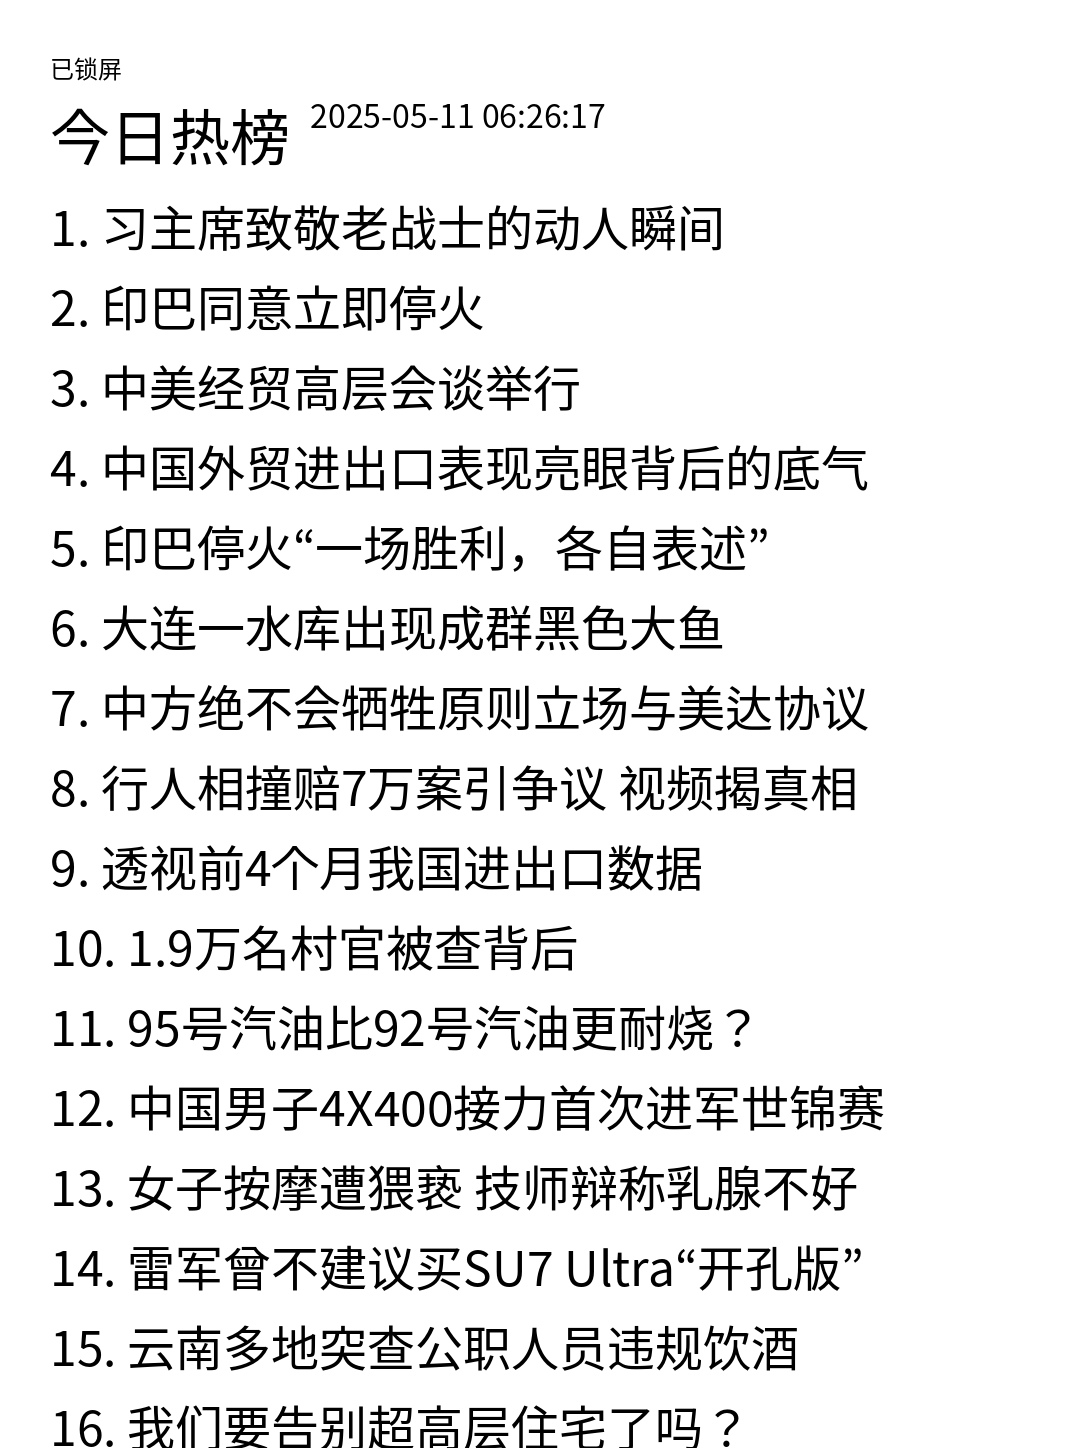 已锁屏
今日热榜 2025-05-11 06:26:17
1. 习主席致敬老战士的动人瞬间
2. 印巴同意立即停火
3. 中美经贸高层会谈举行
4. 中国外贸进出口表现亮眼背后的底气
5. 印巴停火“一场胜利，各自表述”
6. 大连一水库出现成群黑色大鱼
7. 中方绝不会牺牲原则立场与美达协议
8. 行人相撞赔7万案引争议 视频揭真相
9. 透视前4个月我国进出口数据
10. 1.9万名村官被查背后
11. 95号汽油比92号汽油更耐烧？
12. 中国男子4X400接力首次进军世锦赛
13. 女子按摩遭猥亵 技师辩称乳腺不好
14. 雷军曾不建议买SU7 Ultra“开孔版”
15. 云南多地突查公职人员违规饮酒
16. 我们要告别超高层住宅了吗？